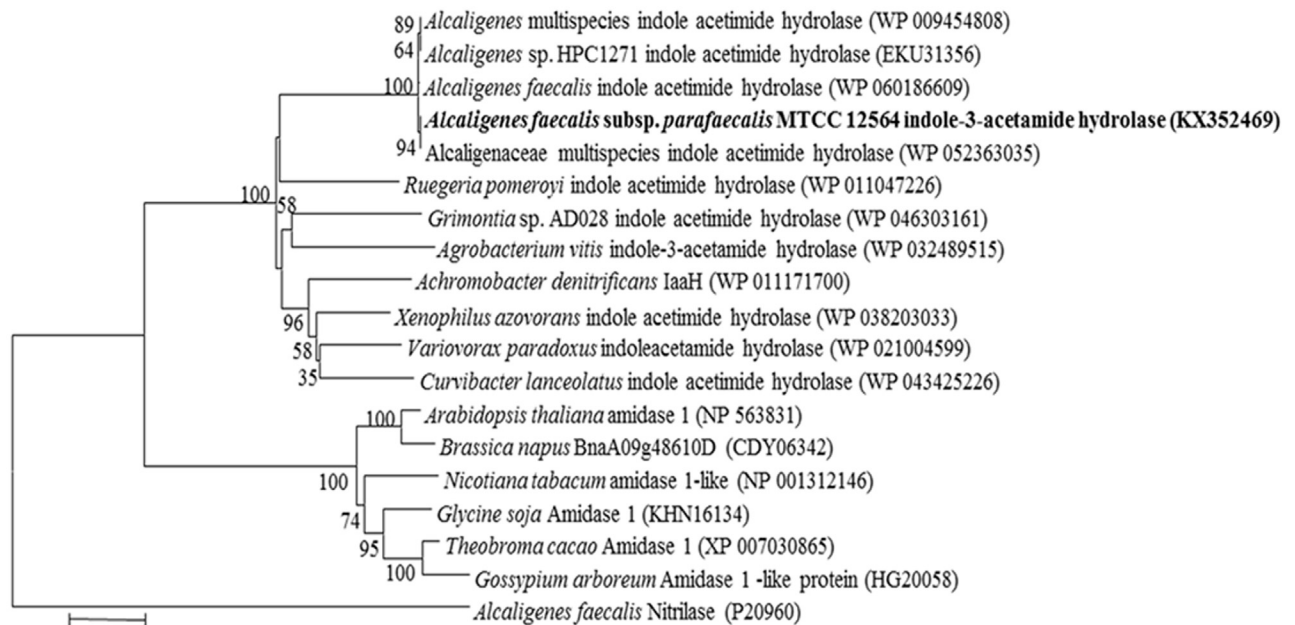 89
Alcaligenes multispecies indole acetimide hydrolase (WP 009454808)
64
Alcaligenes sp. HPC1271 indole acetimide hydrolase (EKU31356)
100
Alcaligenes faecalis indole acetimide hydrolase (WP 060186609)
Alcaligenes faecalis subsp. parafaecalis MTCC 12564 indole-3-acetamide hydrolase (KX352469)
94
Alcaligenaceae multispecies indole acetimide hydrolase (WP 052363035)
Ruegeria pomeroyi indole acetimide hydrolase (WP 011047226)
100
58
Grimontia sp. AD028 indole acetimide hydrolase (WP 046303161)
Agrobacterium vitis indole-3-acetamide hydrolase (WP 032489515)
Achromobacter denitrificans IaaH (WP 011171700)
96
Xenophilus azovorans indole acetimide hydrolase (WP 038203033)
58
Variovorax paradoxus indoleacetamide hydrolase (WP 021004599)
35
Curvibacter lanceolatus indole acetimide hydrolase (WP 043425226)
100
Arabidopsis thaliana amidase 1 (NP 563831)
Brassica napus BnaA09g48610D (CDY06342)
100
Nicotiana tabacum amidase 1-like (NP 001312146)
74
Glycine soja Amidase 1 (KHN16134)
95
Theobroma cacao Amidase 1 (XP 007030865)
100
Gossypium arboreum Amidase 1 -like protein (HG20058)
Alcaligenes faecalis Nitrilase (P20960)